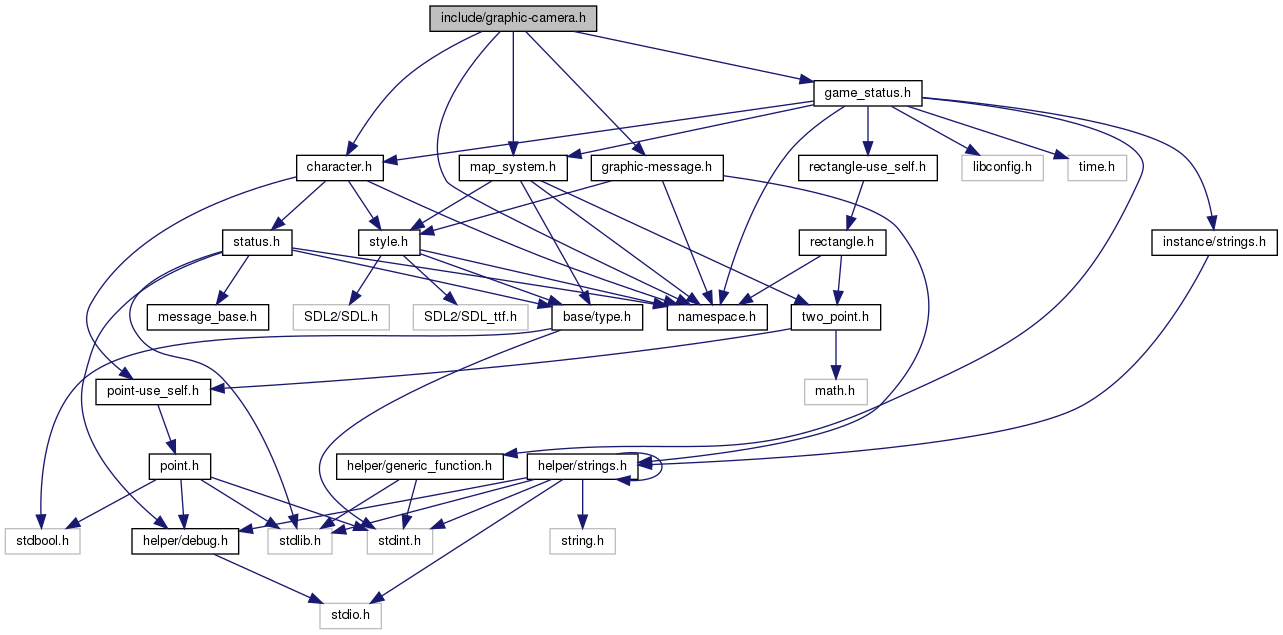 include/graphic-camera.h
game_status.h
character.h
map_system.h
graphic-message.h
rectangle-use_self.h
libconfig.h
time.h
status.h
style.h
rectangle.h
instance/strings.h
message_base.h
SDL2/SDL.h
SDL2/SDL_ttf.h
base/type.h
namespace.h
two_point.h
point-use_self.h
math.h
point.h
helper/generic_function.h
helper/strings.h
stdbool.h
helper/debug.h
stdlib.h
stdint.h
string.h
stdio.h